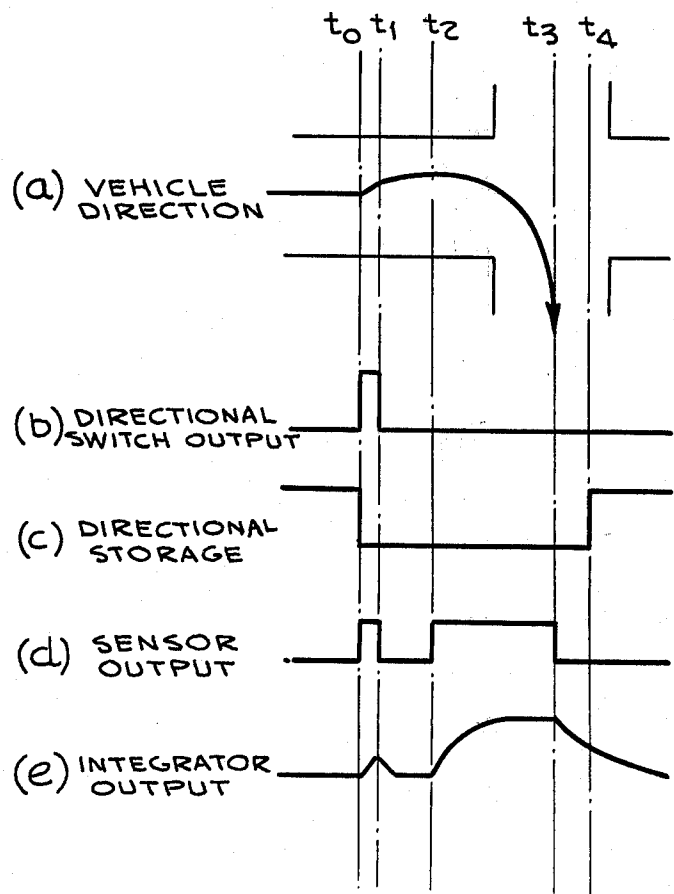 t0 t1 t2 t3 t4
(a) VEHICLE
DIRECTION
(b) DIRECTIONAL
SWITCH OUTPUT
(c) DIRECTIONAL
STORAGE
(d) SENSOR
OUTPUT
(e) INTEGRATOR
OUTPUT